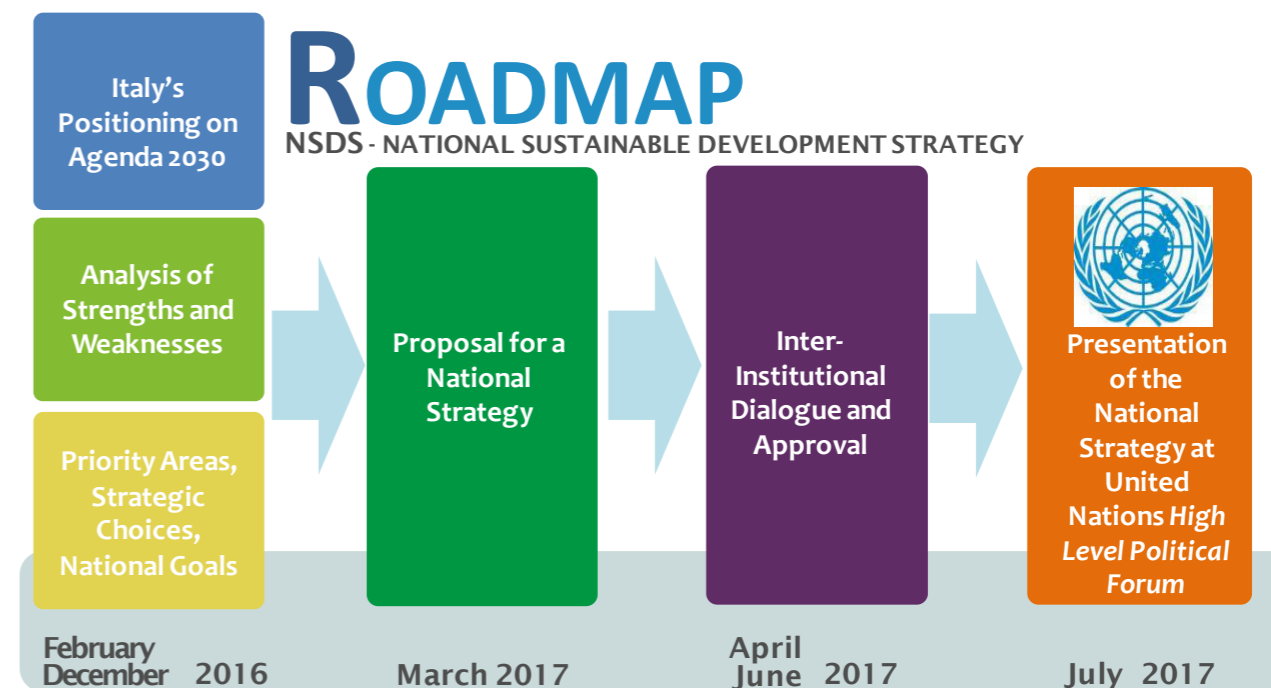 ROADMAP
NSDS - NATIONAL SUSTAINABLE DEVELOPMENT STRATEGY
Italy's
Positioning on
Agenda 2030
Analysis of
Strengths and
Weaknesses
Priority Areas,
Strategic
Choices,
National Goals
February
December 2016
Proposal for a
National
Strategy
March 2017
Inter-
Institutional
Dialogue and
Approval
April
June 2017
Presentation
of the
National
Strategy at
United
Nations High
Level Political
Forum
July 2017